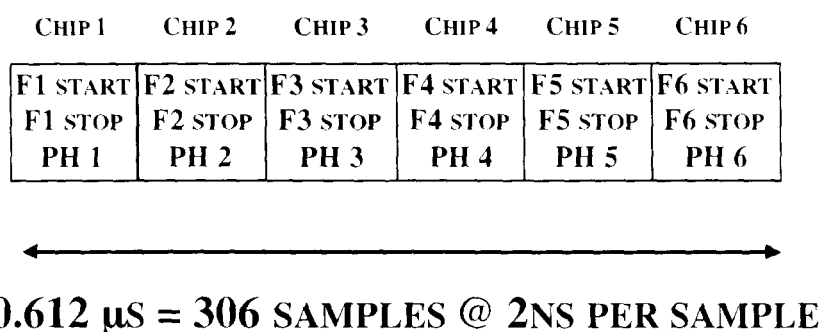 CHIP 1 CHIP 2 CHIP 3 CHIP 4 CHIP 5 CHIP 6
F1 START F2 START F3 START F4 START F5 START F6 START
F1 STOP F2 STOP F3 STOP F4 STOP F5 STOP F6 STOP
PH 1 PH 2 PH 3 PH 4 PH 5 PH 6
0.612 µS = 306 SAMPLES @ 2NS PER SAMPLE